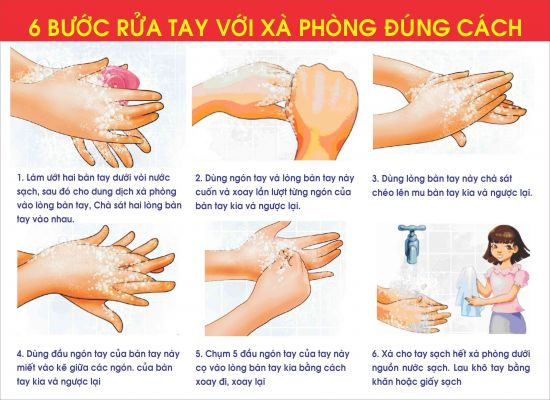 6 BƯỚC RỬA TAY VỚI XÀ PHÒNG ĐÚNG CÁCH
1. Làm ướt hai bàn tay dưới vòi nước
sạch, sau đó cho dung dịch xà phòng
vào lòng bàn tay, Chà sát hai lòng bàn
tay vào nhau.
2. Dùng ngón tay và lòng bàn tay này
cuốn và xoay lần lượt từng ngón của
bàn tay kia và ngược lại.
3. Dùng lòng bàn tay này chà sát
chéo lên mu bàn tay kia và ngược lại.
4. Dùng đầu ngón tay của bàn tay này
miết vào kẽ giữa các ngón. của bàn
tay kia và ngược lại
5. Chụm 5 đầu ngón tay của tay này
cọ vào lòng bàn tay kia bằng cách
xoay đi, xoay lại
6. Xả cho tay sạch hết xà phòng dưới
nguồn nước sạch. Lau khô tay bằng
khăn hoặc giấy sạch